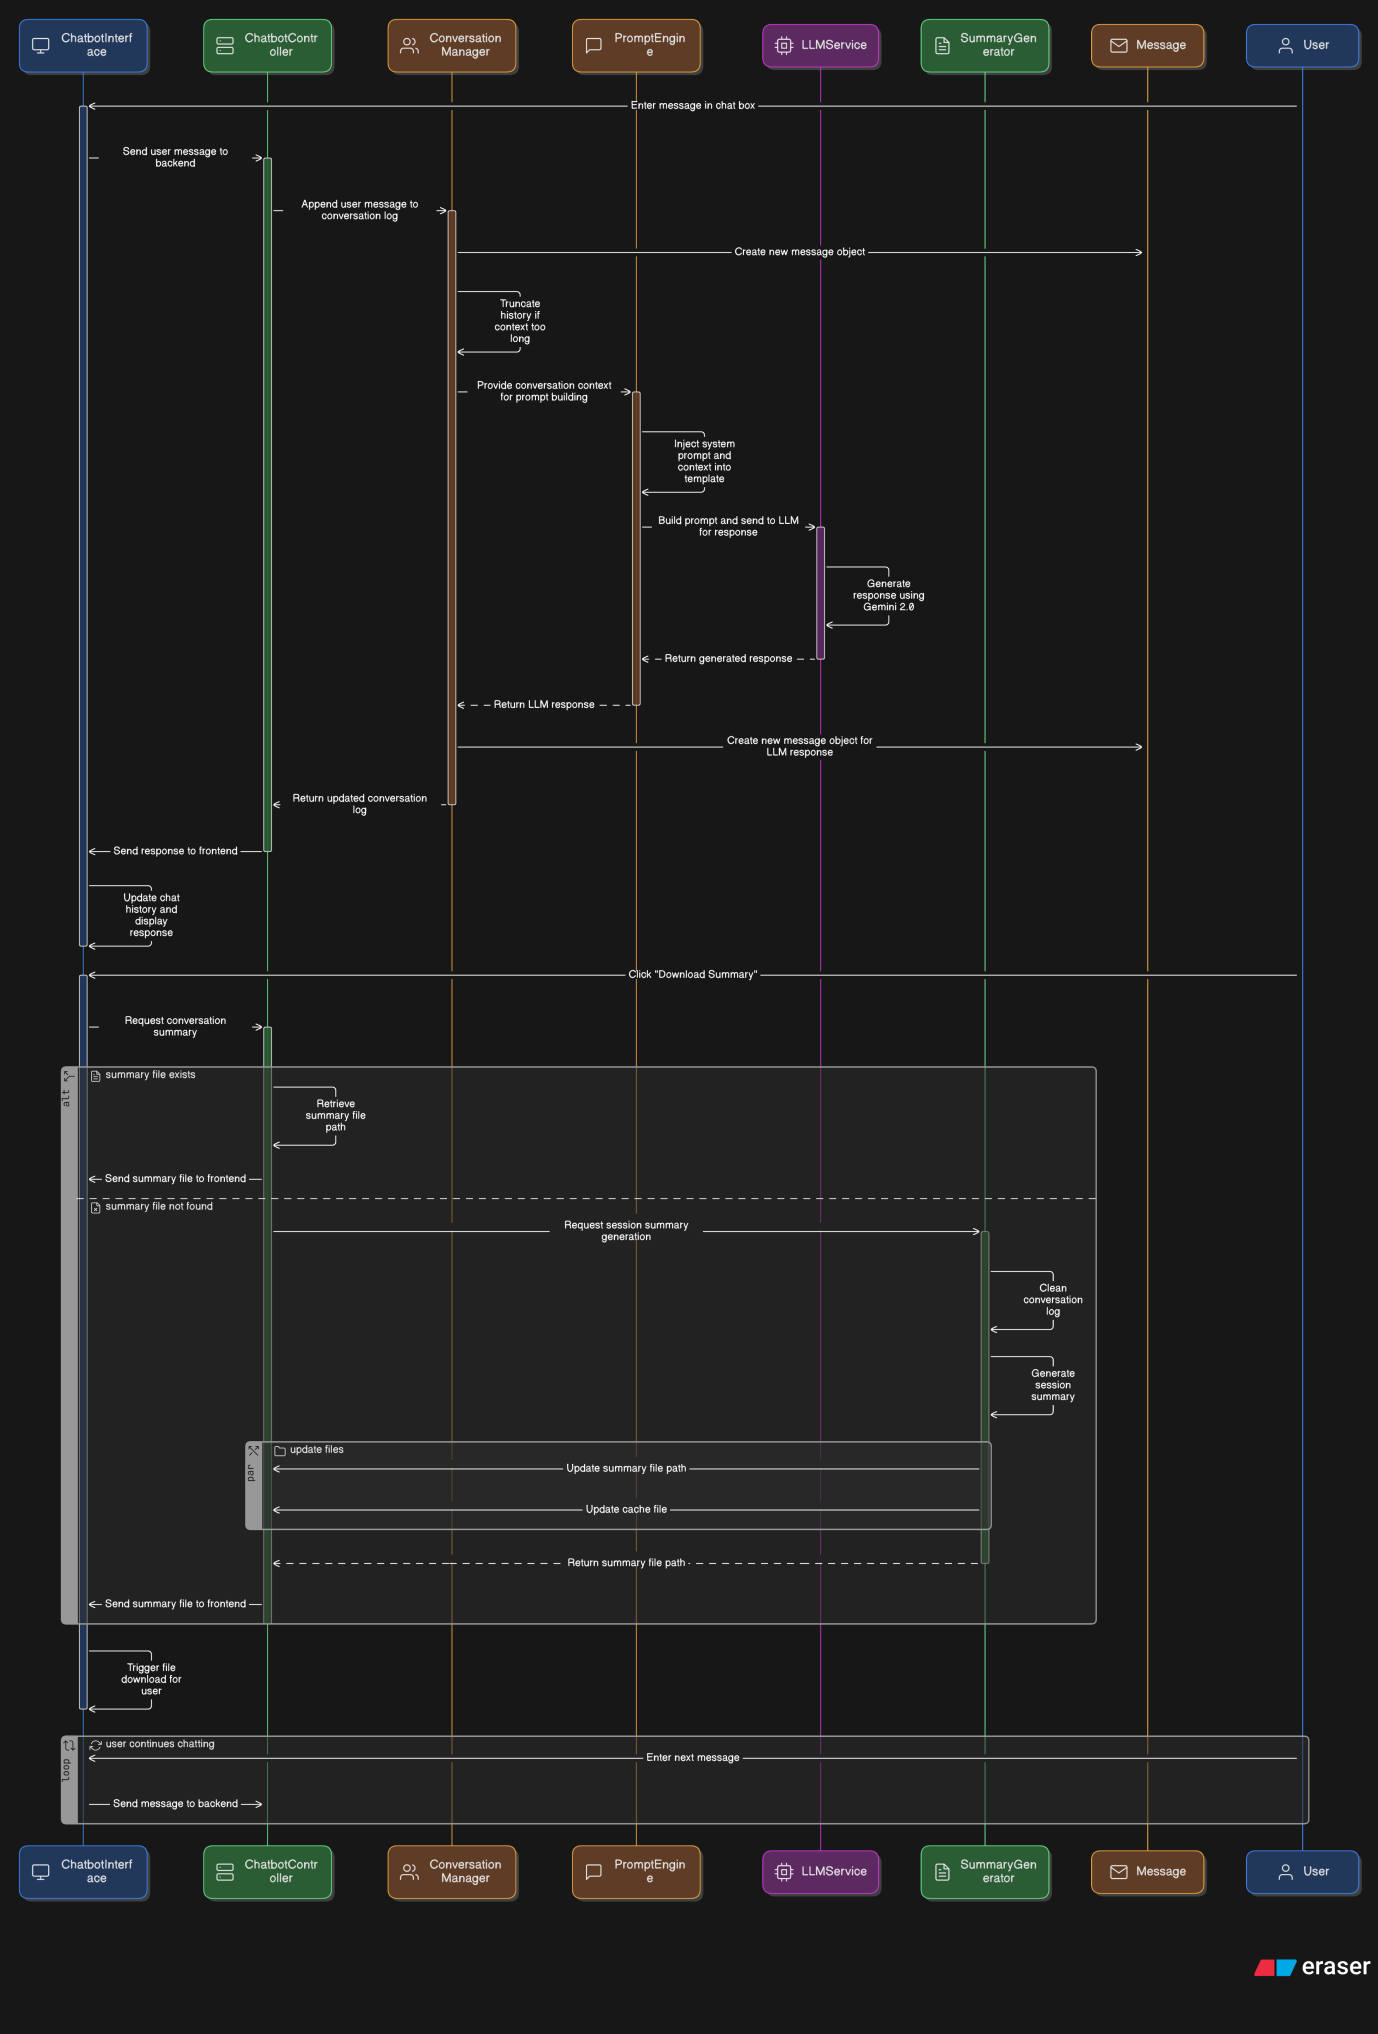 ChatbotInterf
ace
ChatbotContr
oller
Conversation
Manager
PromptEngin
e
LLMService
SummaryGen
erator
Message
User
Enter message in chat box
Send user message to
backend
Append user message to
conversation log
Create new message object
Truncate
history if
context too
long
Provide conversation context
for prompt building
Inject system
prompt and
context into
template
Build prompt and send to LLM
for response
Generate
response using
Gemini 2.0
Return generated response
Return LLM response
Create new message object for
LLM response
Return updated conversation
log
Send response to frontend
Update chat
history and
display
response
Click "Download Summary"
Request conversation
summary
alt
summary file exists
Retrieve
summary file
path
Send summary file to frontend
summary file not found
Request session summary
generation
Clean
conversation
log
Generate
session
summary
par
update files
Update summary file path
Update cache file
Return summary file path
Send summary file to frontend
Trigger file
download for
user
loop
user continues chatting
Enter next message
Send message to backend
ChatbotInterf
ace
ChatbotContr
oller
Conversation
Manager
PromptEngin
e
LLMService
SummaryGen
erator
Message
User
eraser